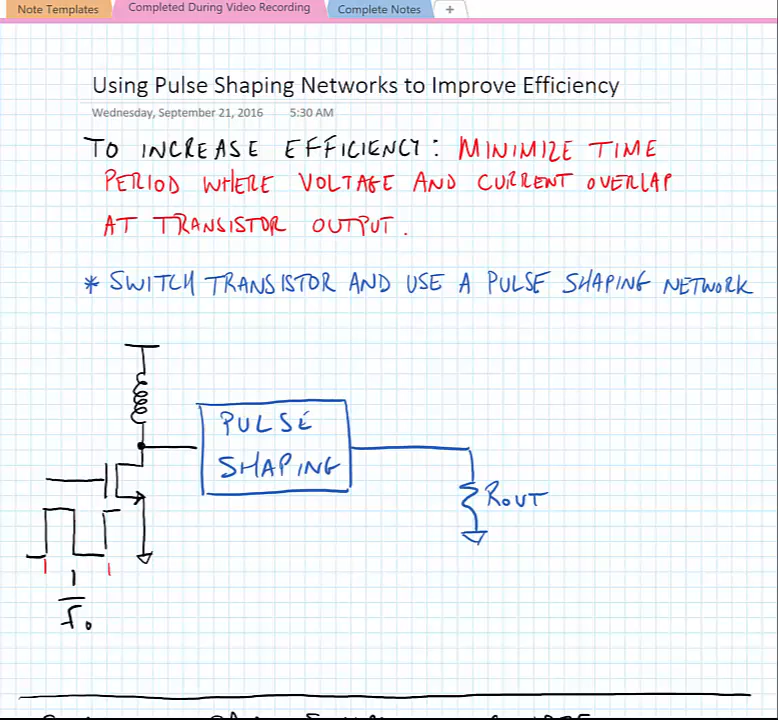 Note Templates
Completed During Video Recording
Complete Notes
+
Using Pulse Shaping Networks to Improve Efficiency
Wednesday, September 21, 2016 5:30 AM
TO INCREASE EFFICIENCY: MINIMIZE TIME
PERIOD WHERE VOLTAGE AND CURRENT OVERLAP
AT TRANSISTOR OUTPUT.
* SWITCH TRANSISTOR AND USE A PULSE SHAPING NETWORK
PULSE
SHAPING
ROUT
1
f0